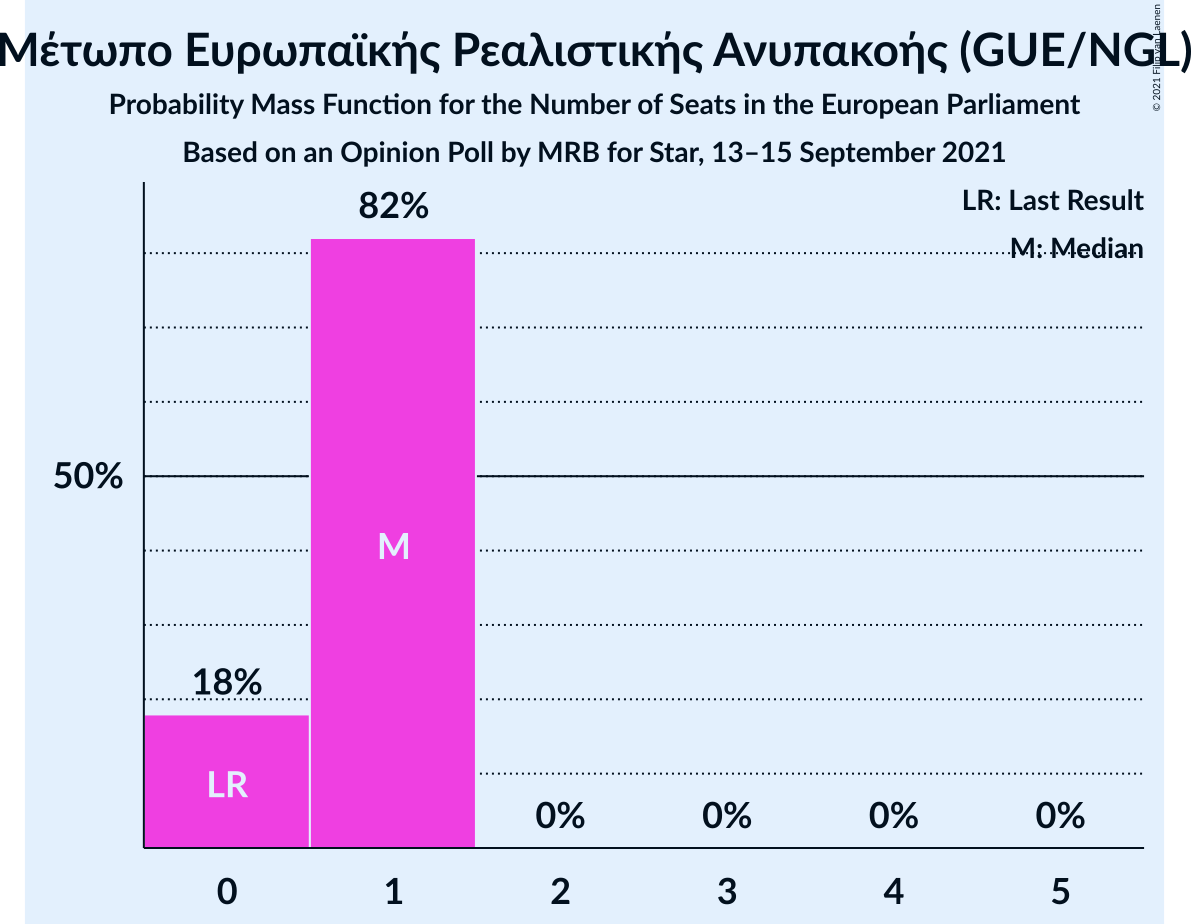 Μέτωπο Ευρωπαϊκής Ρεαλιστικής Ανυπακοής (GUE/NGL)
© 2021 Filip van Laenen
Probability Mass Function for the Number of Seats in the European Parliament
Based on an Opinion Poll by MRB for Star, 13–15 September 2021
LR: Last Result
M: Median
82%
50%
M
18%
LR
0% 0% 0% 0%
0 1 2 3 4 5